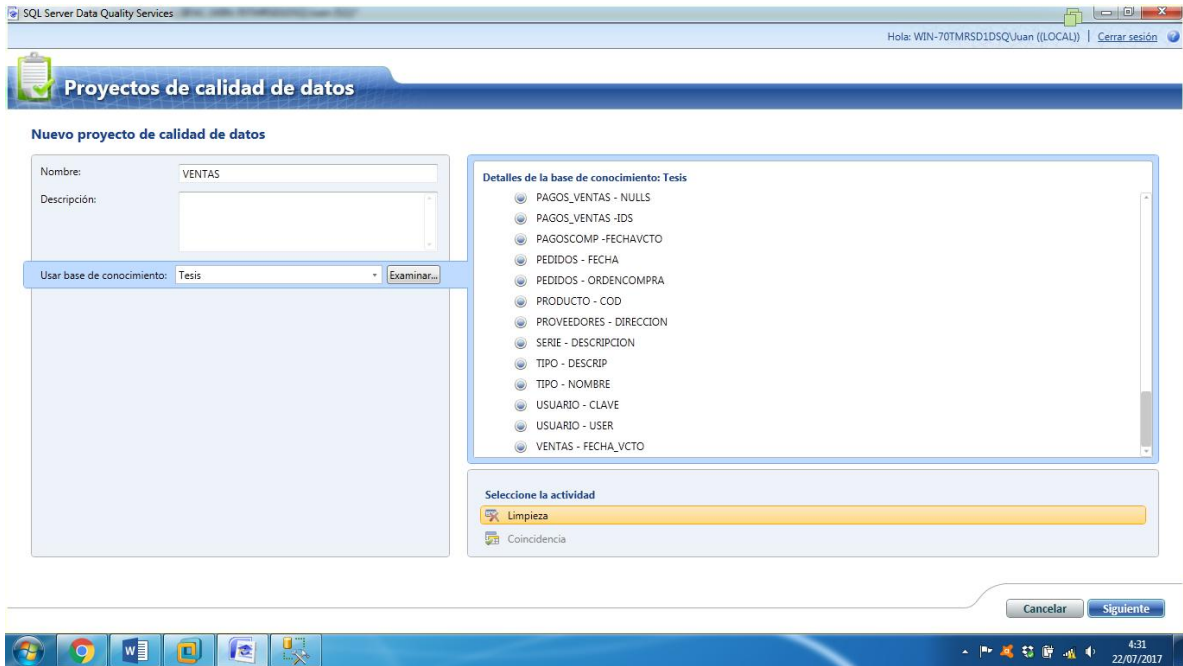 SQL Server Data Quality Services
Hola: WIN-70TMRSD1DSQ\Juan ((LOCAL)) | Cerrar sesión
Proyectos de calidad de datos
Nuevo proyecto de calidad de datos
Nombre: VENTAS
Descripción:
Usar base de conocimiento: Tesis Examinar...
Detalles de la base de conocimiento: Tesis
PAGOS_VENTAS - NULLS
PAGOS_VENTAS -IDS
PAGOSCOMP -FECHAVCTO
PEDIDOS - FECHA
PEDIDOS - ORDENCOMPRA
PRODUCTO - COD
PROVEEDORES - DIRECCION
SERIE - DESCRIPCION
TIPO - DESCRIP
TIPO - NOMBRE
USUARIO - CLAVE
USUARIO - USER
VENTAS - FECHA_VCTO
Seleccione la actividad
Limpieza
Coincidencia
Cancelar Siguiente
4:31
22/07/2017